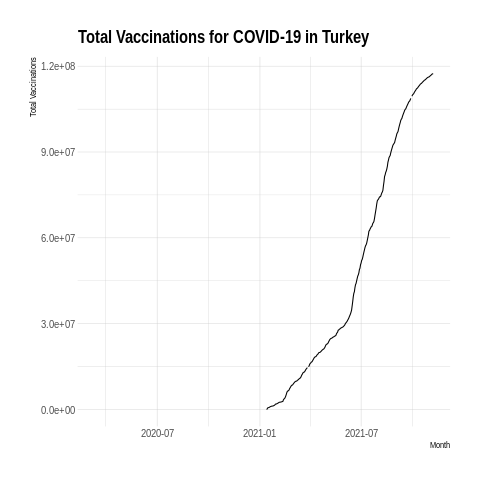 Total Vaccinations for COVID-19 in Turkey
Total Vaccinations
1.2e+08
9.0e+07
6.0e+07
3.0e+07
0.0e+00
2020-07
2021-01
2021-07
Month